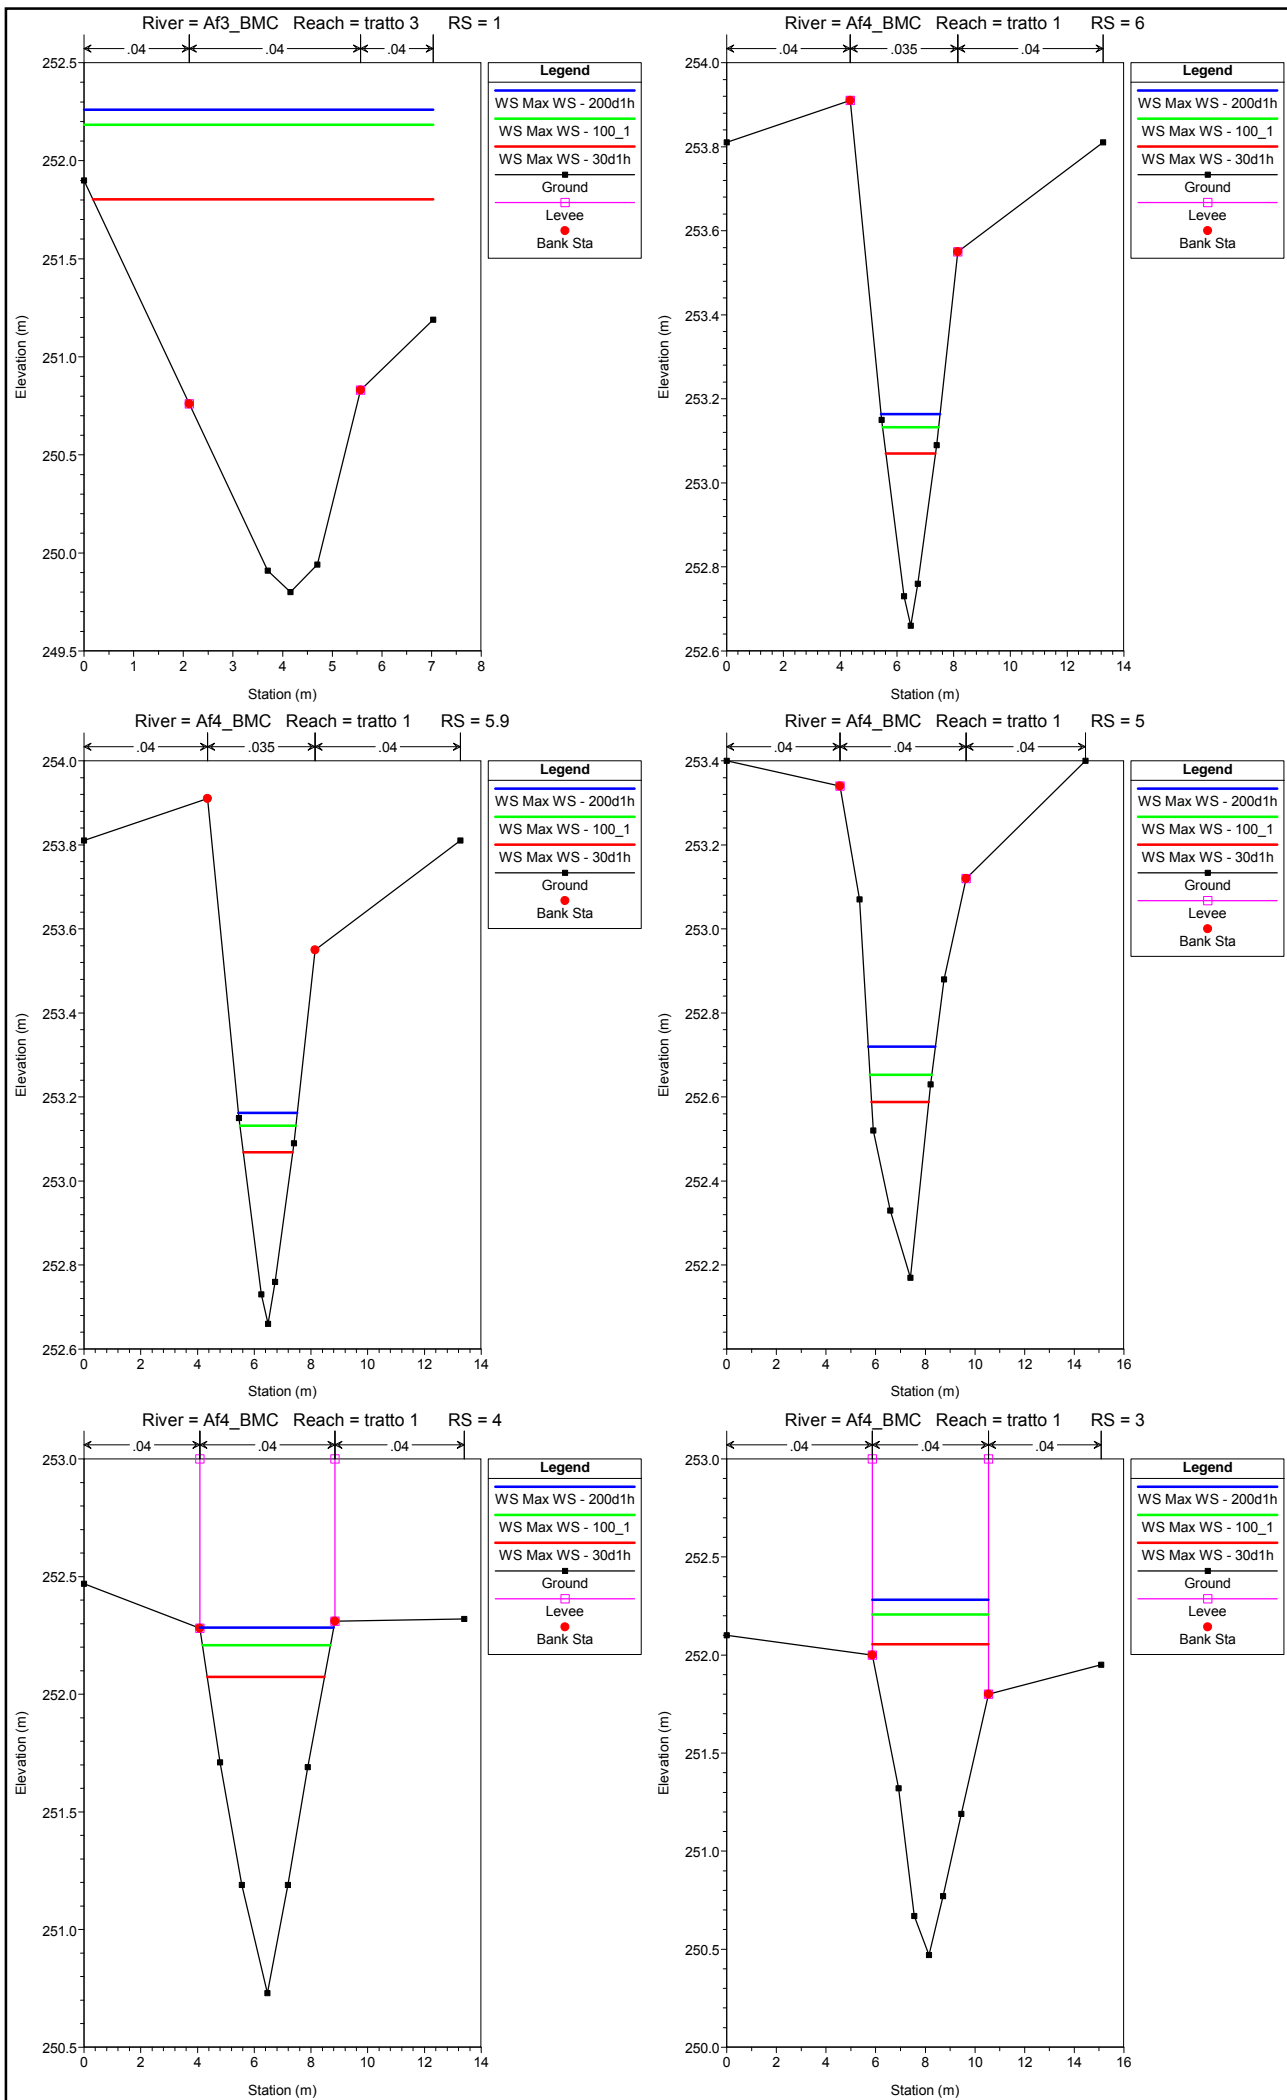 River = Af3_BMC Reach = tratto 3 RS = 1
.04 .04 .04
252.5
252.0
251.5
251.0
250.5
250.0
249.5
Elevation (m)
0 1 2 3 4 5 6 7 8
Station (m)
Legend
WS Max WS - 200d1h
WS Max WS - 100_1
WS Max WS - 30d1h
Ground
Levee
Bank Sta
River = Af4_BMC Reach = tratto 1 RS = 6
.04 .035 .04
254.0
253.8
253.6
253.4
253.2
253.0
252.8
252.6
Elevation (m)
0 2 4 6 8 10 12 14
Station (m)
Legend
WS Max WS - 200d1h
WS Max WS - 100_1
WS Max WS - 30d1h
Ground
Levee
Bank Sta
River = Af4_BMC Reach = tratto 1 RS = 5.9
.04 .035 .04
254.0
253.8
253.6
253.4
253.2
253.0
252.8
252.6
Elevation (m)
0 2 4 6 8 10 12 14
Station (m)
Legend
WS Max WS - 200d1h
WS Max WS - 100_1
WS Max WS - 30d1h
Ground
Bank Sta
River = Af4_BMC Reach = tratto 1 RS = 5
.04 .04 .04
253.4
253.2
253.0
252.8
252.6
252.4
252.2
Elevation (m)
0 2 4 6 8 10 12 14 16
Station (m)
Legend
WS Max WS - 200d1h
WS Max WS - 100_1
WS Max WS - 30d1h
Ground
Levee
Bank Sta
River = Af4_BMC Reach = tratto 1 RS = 4
.04 .04 .04
253.0
252.5
252.0
251.5
251.0
250.5
Elevation (m)
0 2 4 6 8 10 12 14
Station (m)
Legend
WS Max WS - 200d1h
WS Max WS - 100_1
WS Max WS - 30d1h
Ground
Levee
Bank Sta
River = Af4_BMC Reach = tratto 1 RS = 3
.04 .04 .04
253.0
252.5
252.0
251.5
251.0
250.5
250.0
Elevation (m)
0 2 4 6 8 10 12 14 16
Station (m)
Legend
WS Max WS - 200d1h
WS Max WS - 100_1
WS Max WS - 30d1h
Ground
Levee
Bank Sta